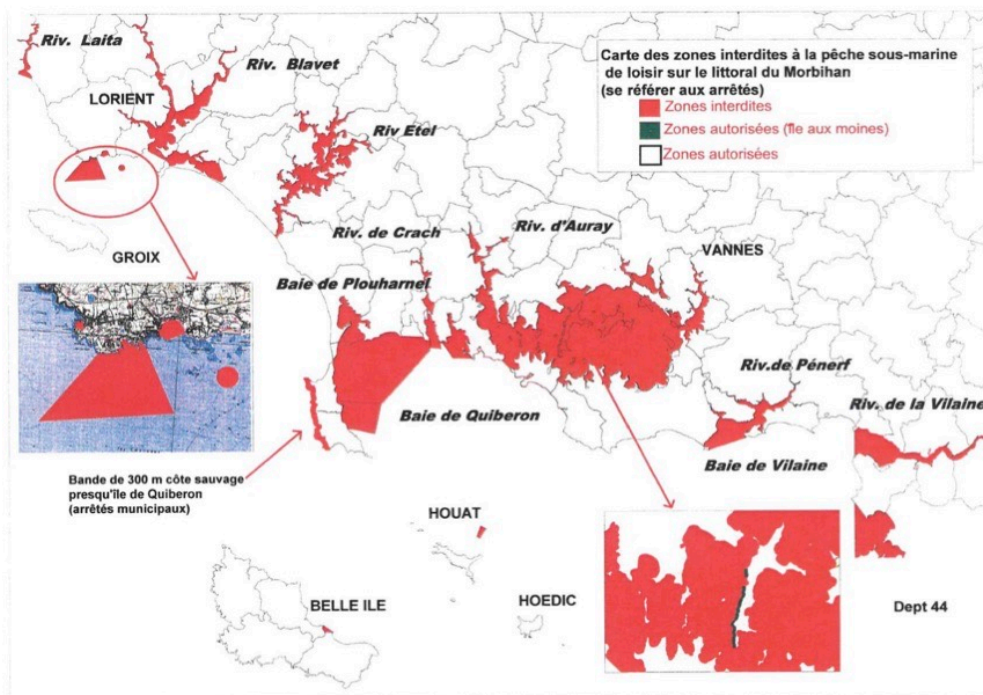 Riv. Laita
Riv. Blavet
LORIENT
Carte des zones interdites à la pêche sous-marine
de loisir sur le littoral du Morbihan
(se référer aux arrêtés)
Zones interdites
Zones autorisées (île aux moines)
Zones autorisées
Riv Etel
Riv. de Crach
Riv. d'Auray
VANNES
GROIX
Baie de Plouharnel
Riv.de Pénerf
Riv. de la Vilaine
Baie de Quiberon
Baie de Vilaine
Bande de 300 m côte sauvage
presqu'île de Quiberon
(arrêtés municipaux)
HOUAT
BELLE ILE
HOEDIC
Dept 44